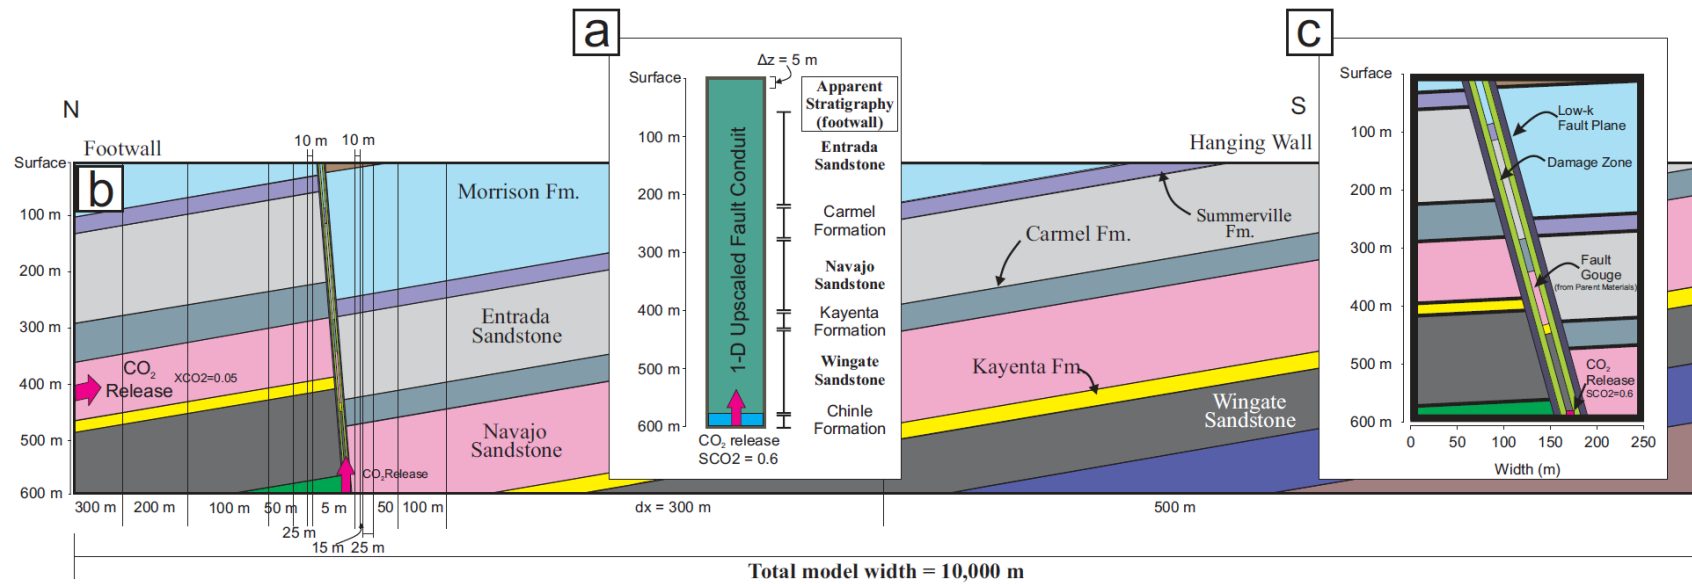 a
Δz = 5 m
Surface
100 m
200 m
300 m
400 m
500 m
600 m
1-D Upscaled Fault Conduit
Apparent
Stratigraphy
(footwall)
Entrada
Sandstone
Carmel
Formation
Navajo
Sandstone
Kayenta
Formation
Wingate
Sandstone
Chinle
Formation
CO₂ release
SCO2 = 0.6
N
S
Footwall
Hanging Wall
10 m
10 m
b
Surface
100 m
200 m
300 m
400 m
500 m
600 m
Morrison Fm.
Entrada
Sandstone
CO₂
Release
XCO2=0.05
Navajo
Sandstone
CO₂Release
Summerville
Fm.
Carmel Fm.
Kayenta Fm
Wingate
Sandstone
300 m
200 m
100 m
50 m
5 m
50
100 m
dx = 300 m
500 m
25 m
15 m
25 m
Total model width = 10,000 m
c
Surface
100 m
200 m
300 m
400 m
500 m
600 m
Low-k
Fault Plane
Damage Zone
Fault
Gouge
(from Parent Materials)
CO₂
Release
SCO2=0.6
0
50
100
150
200
250
Width (m)